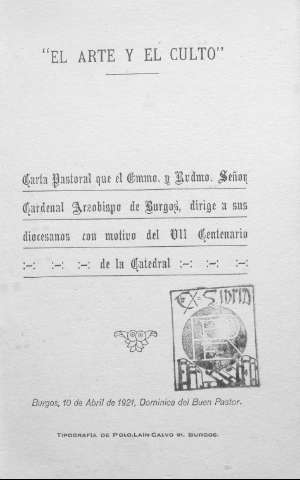 "EL ARTE Y EL CULTO"
Carta Pastoral que el Emmo. y Rvdmo. Señor
Cardenal Arzobispo de Burgos, dirige a sus
diocesanos con motivo del VII Centenario
:-: :-: :-: de la Catedral :-: :-: :-:
EX-LIBRIS
Burgos, 10 de Abril de 1921, Dominica del Buen Pastor.
TIPOGRAFÍA DE POLO.LAÍN-CALVO BURGOS.